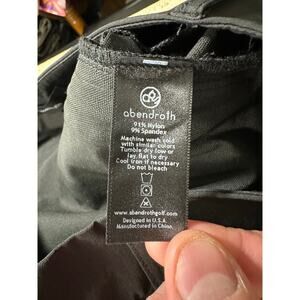 abendroth
91% Nylon
9% Spandex
Machine wash cold
with similar colors
Tumble dry low or
lay flat to dry
Cool iron if necessary
Do not bleach
www.abendrothgolf.com
Designed in U.S.A.
Manufactured in China.